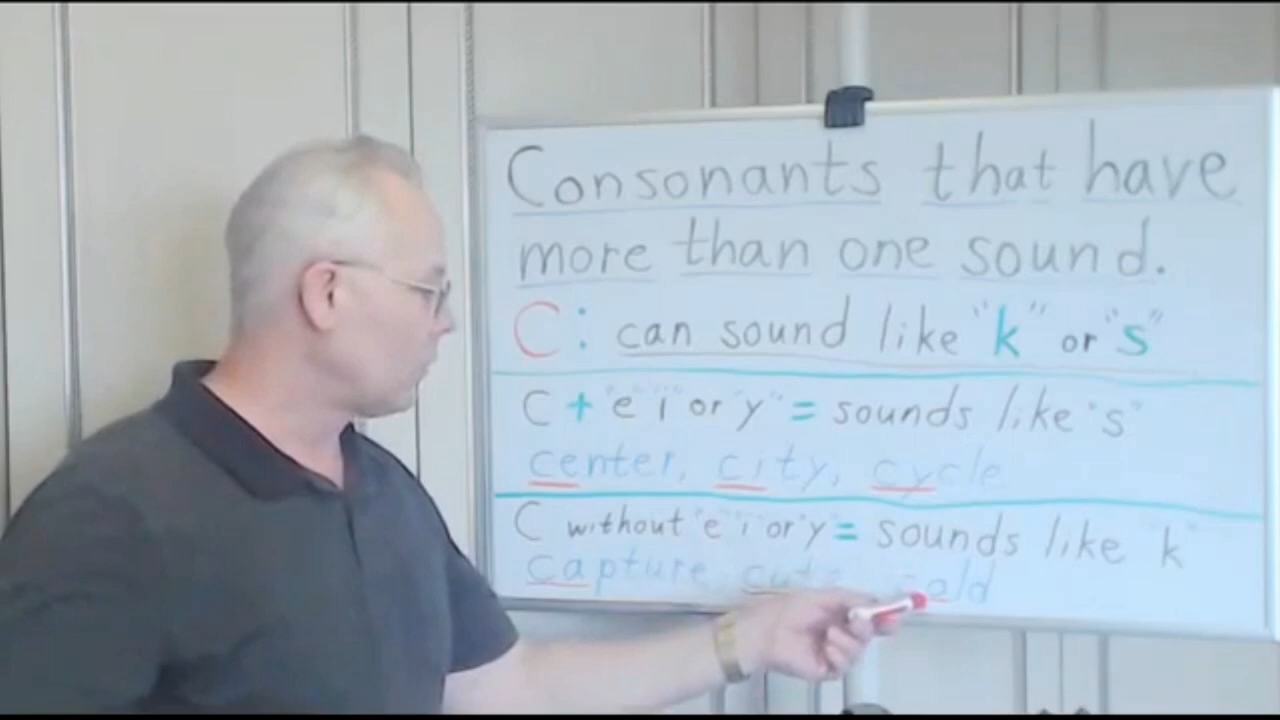 Consonants that have
more than one sound.
C: can sound like "k" or "s"
C + "e" "i" or "y" = sounds like "s"
center, city, cycle
C without "e" "i" or "y" = sounds like "k"
capture cold